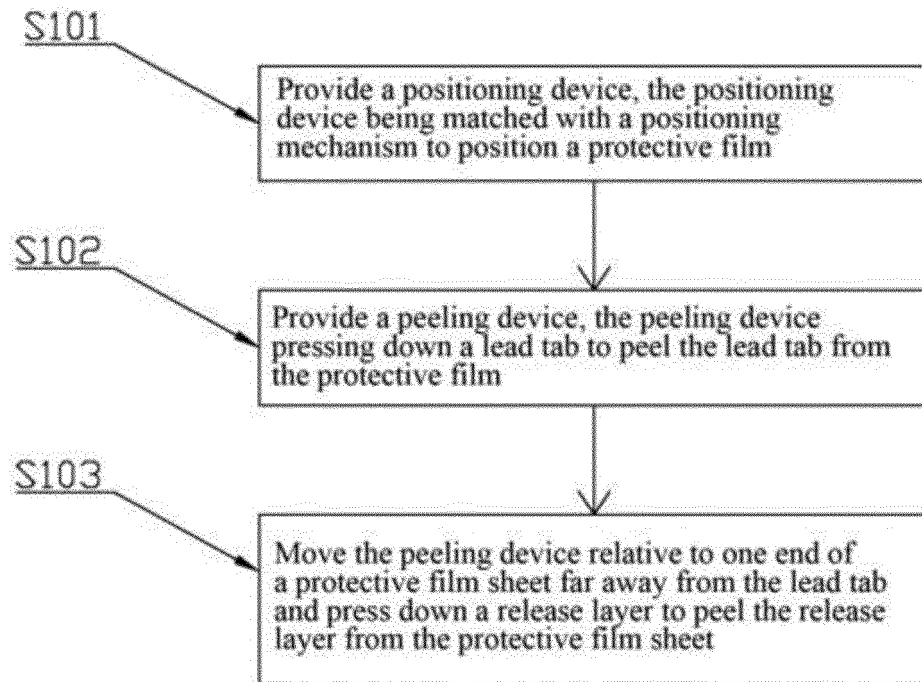 S101
Provide a positioning device, the positioning
device being matched with a positioning
mechanism to position a protective film
S102
Provide a peeling device, the peeling device
pressing down a lead tab to peel the lead tab from
the protective film
S103
Move the peeling device relative to one end of
a protective film sheet far away from the lead tab
and press down a release layer to peel the release
layer from the protective film sheet